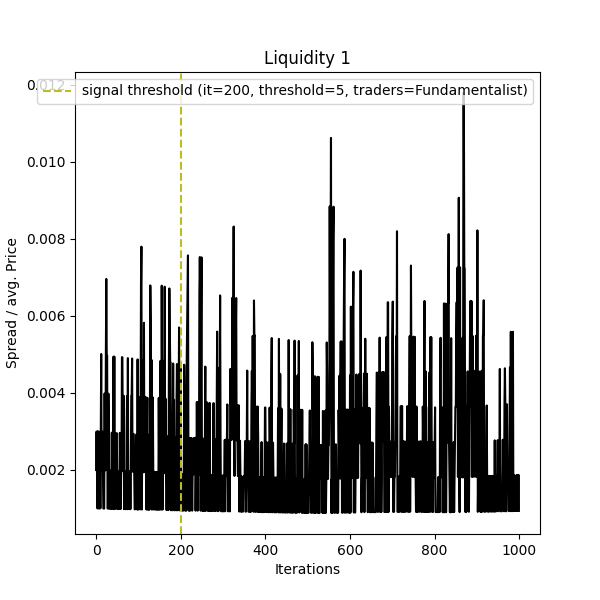 Liquidity 1
signal threshold (it=200, threshold=5, traders=Fundamentalist)
0.012
0.010
0.008
0.006
0.004
0.002
Spread / avg. Price
0 200 400 600 800 1000
Iterations